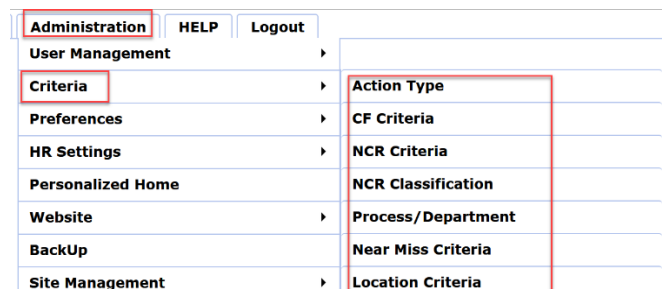 Administration HELP Logout
User Management
Criteria
Preferences
HR Settings
Personalized Home
Website
BackUp
Site Management
Action Type
CF Criteria
NCR Criteria
NCR Classification
Process/Department
Near Miss Criteria
Location Criteria